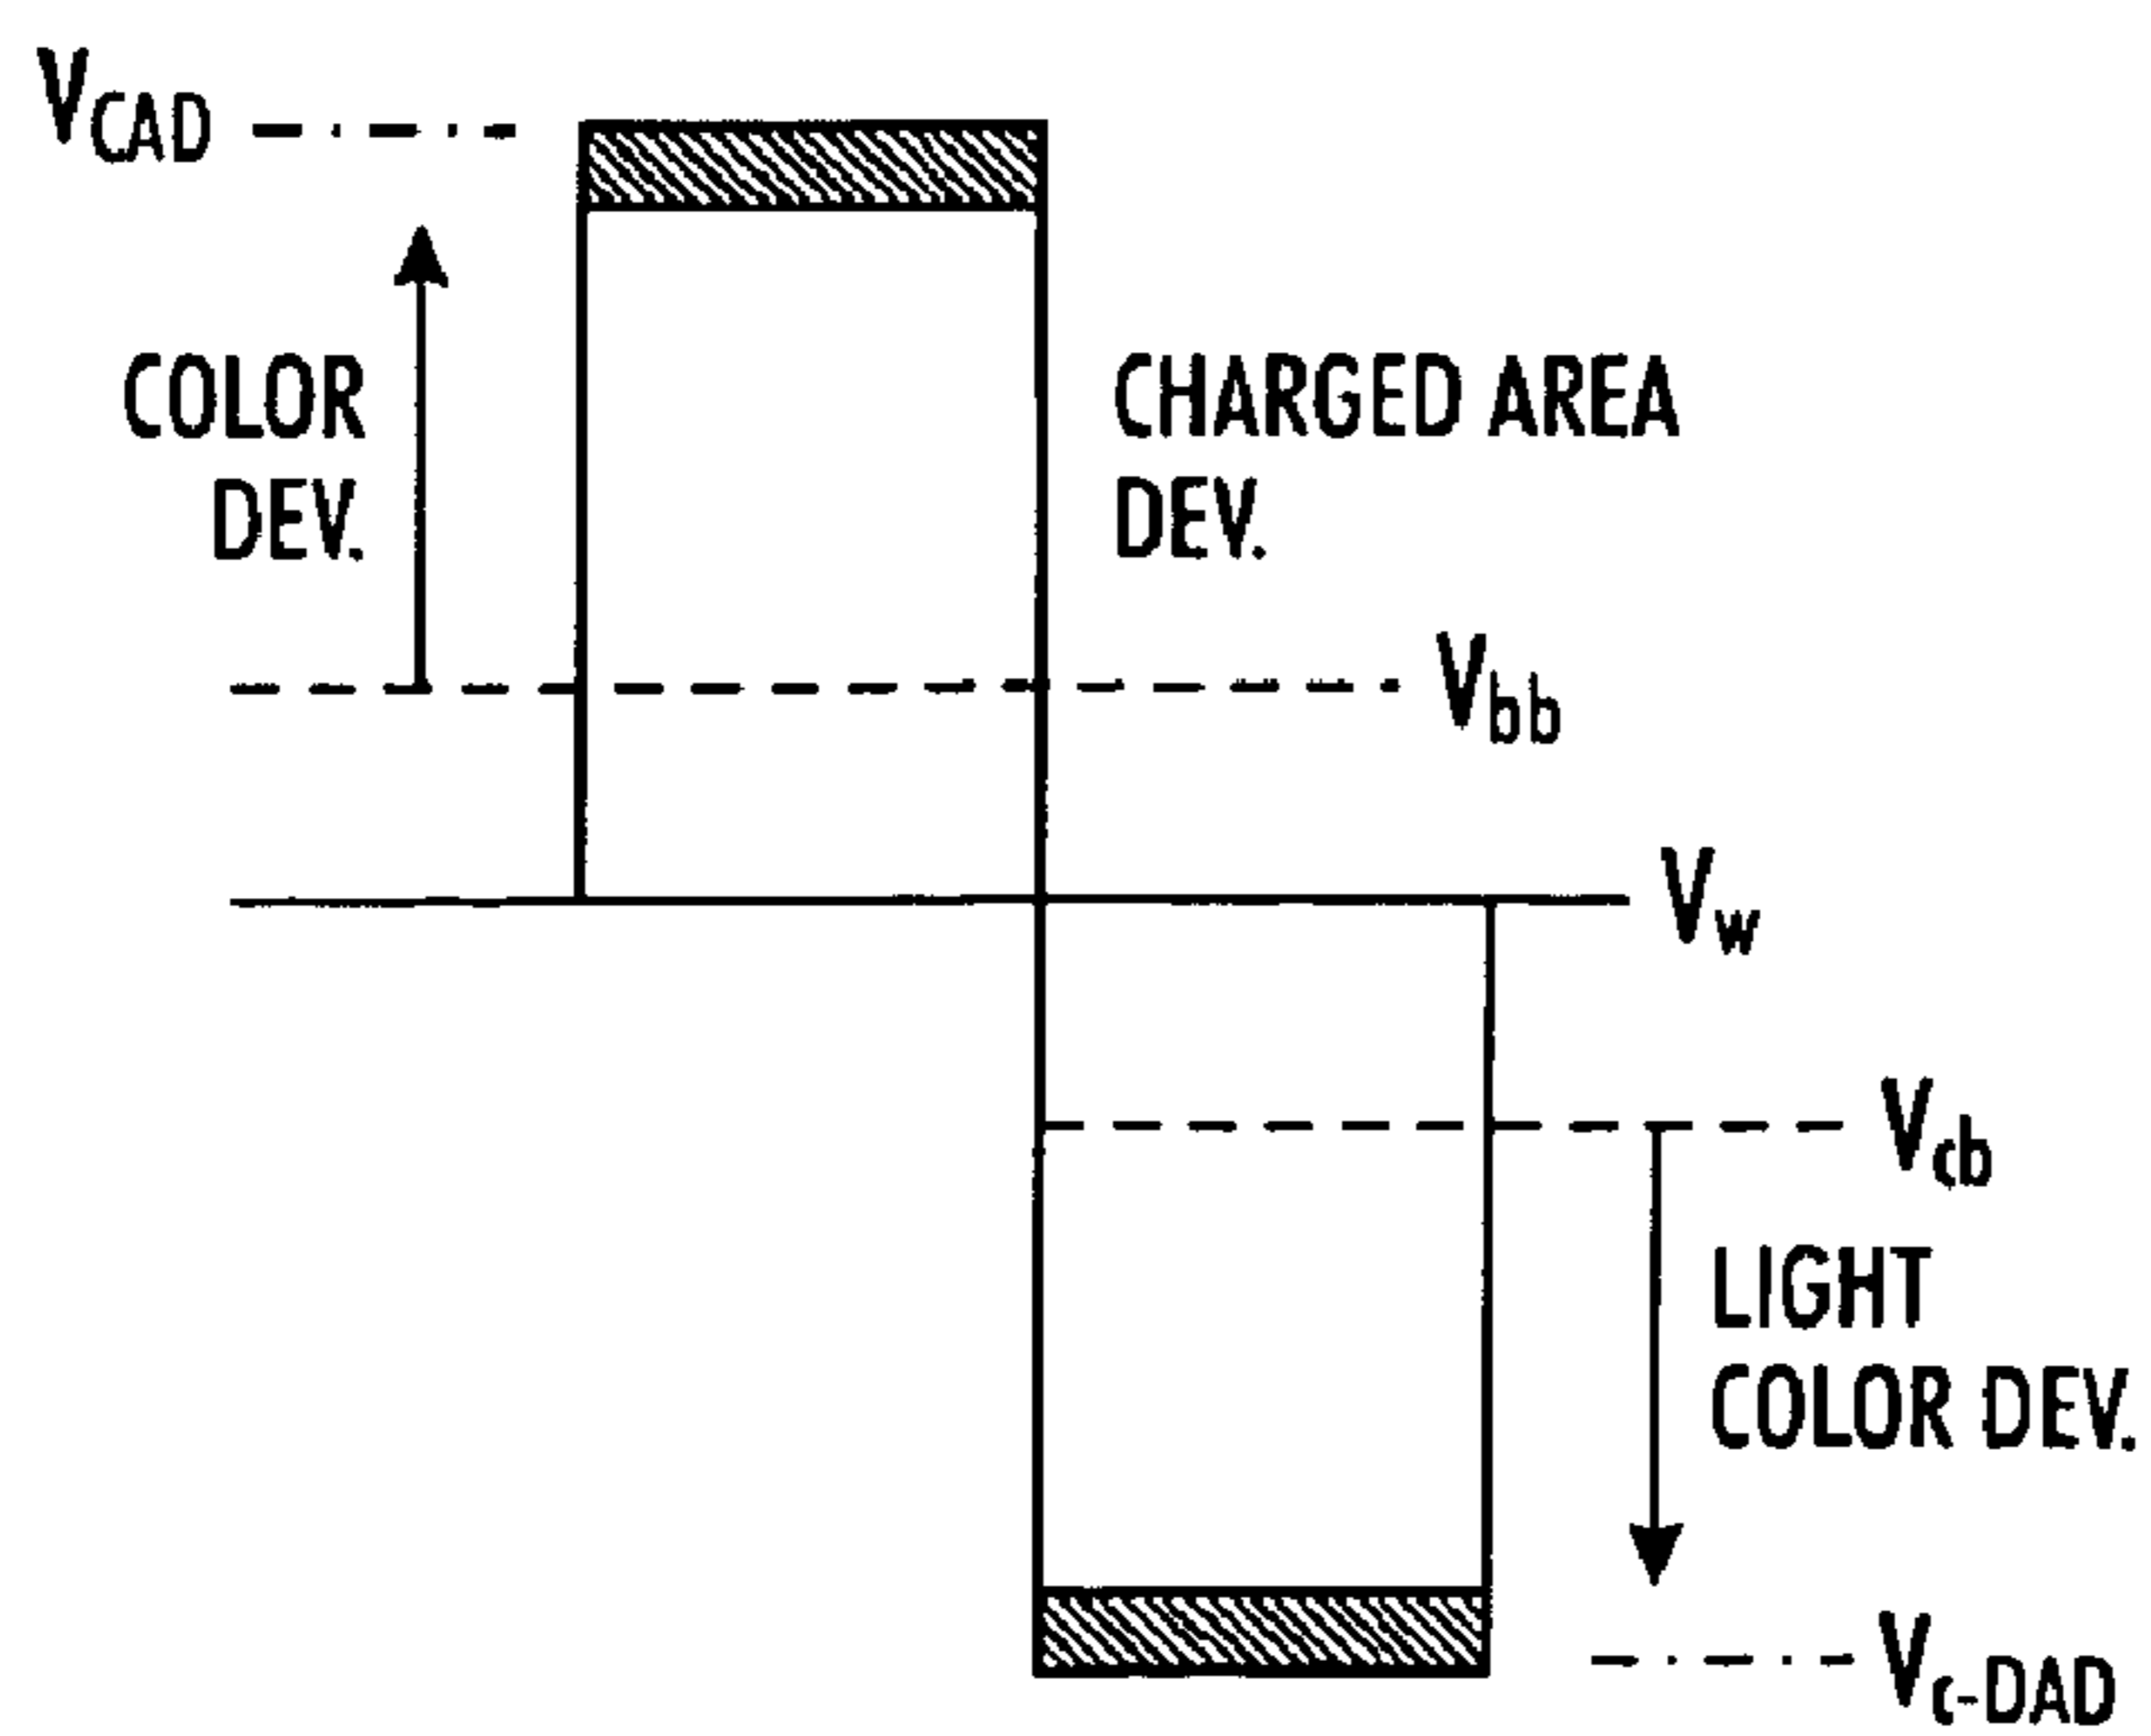 VCAD
COLOR
DEV.
CHARGED AREA
DEV.
Vbb
Vw
Vcb
LIGHT
COLOR DEV.
Vc-DAD